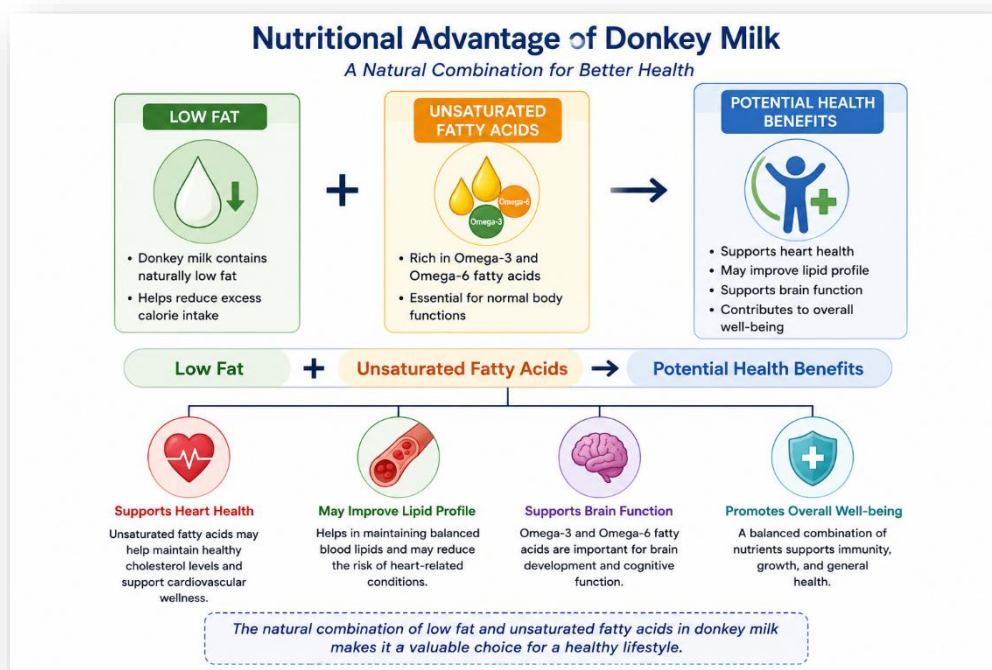 Nutritional Advantage of Donkey Milk
A Natural Combination for Better Health
LOW FAT
• Donkey milk contains
naturally low fat
• Helps reduce excess
calorie intake
+
UNSATURATED
FATTY ACIDS
Omega-6
Omega-3
• Rich in Omega-3 and
Omega-6 fatty acids
• Essential for normal body
functions
POTENTIAL HEALTH
BENEFITS
• Supports heart health
• May improve lipid profile
• Supports brain function
• Contributes to overall
well-being
Low Fat + Unsaturated Fatty Acids → Potential Health Benefits
Supports Heart Health
Unsaturated fatty acids may
help maintain healthy
cholesterol levels and
support cardiovascular
wellness.
May Improve Lipid Profile
Helps in maintaining balanced
blood lipids and may reduce
the risk of heart-related
conditions.
Supports Brain Function
Omega-3 and Omega-6 fatty
acids are important for brain
development and cognitive
function.
Promotes Overall Well-being
A balanced combination of
nutrients supports immunity,
growth, and general
health.
The natural combination of low fat and unsaturated fatty acids in donkey milk
makes it a valuable choice for a healthy lifestyle.